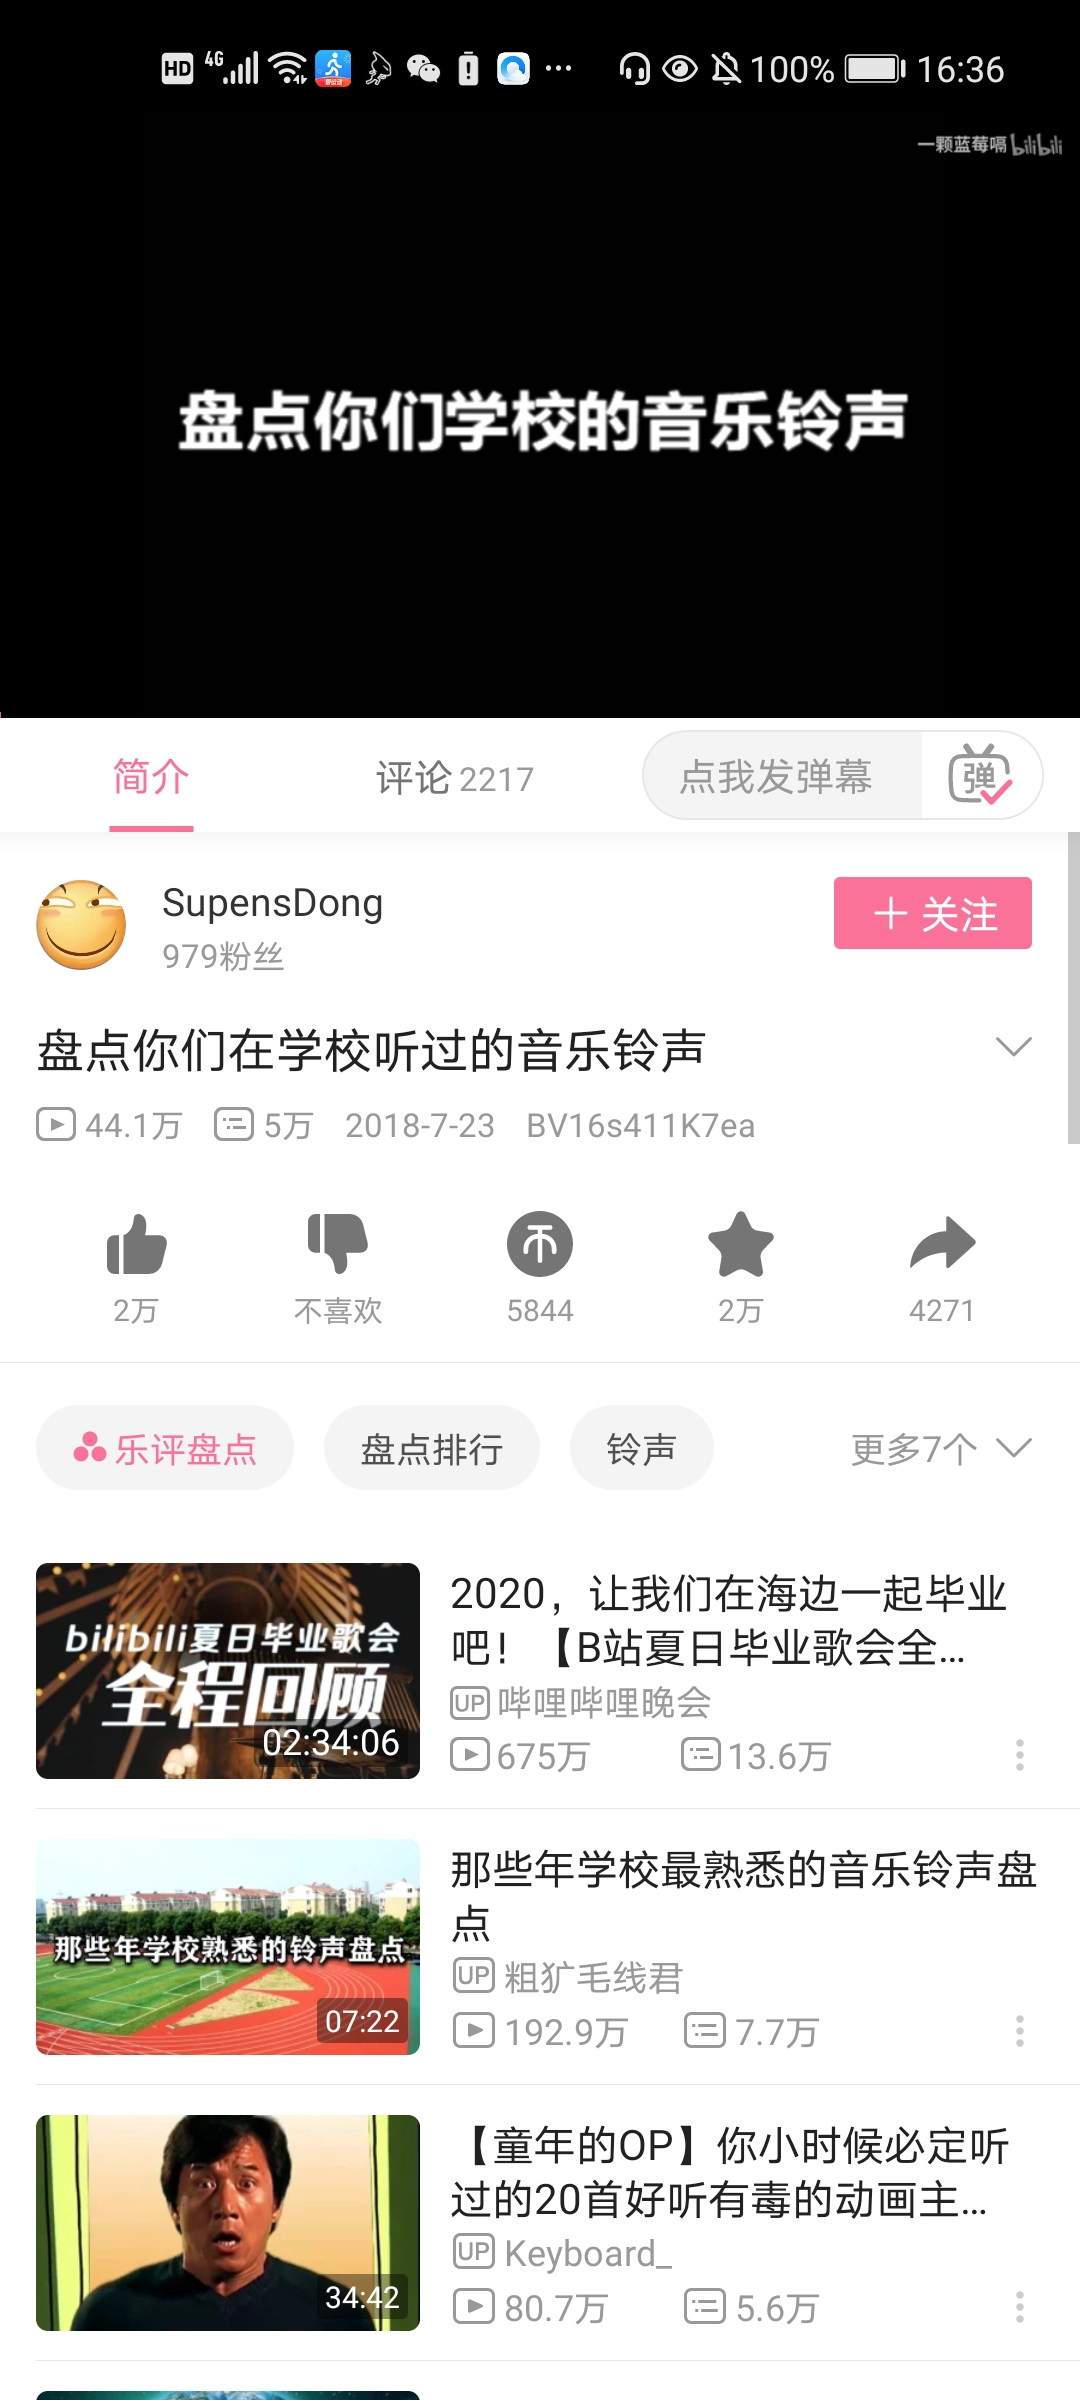 HD 4G 100% 16:36
一颗蓝莓嗝 bilibili
盘点你们学校的音乐铃声
简介 评论 2217 点我发弹幕 弹
SupensDong
979粉丝
关注
盘点你们在学校听过的音乐铃声
44.1万 5万 2018-7-23 BV16s411K7ea
2万 不喜欢 5844 2万 4271
乐评盘点 盘点排行 铃声 更多7个
bilibili夏日毕业歌会
全程回顾
02:34:06
2020，让我们在海边一起毕业
吧！【B站夏日毕业歌会全...
UP 哔哩哔哩晚会
675万 13.6万
那些年学校熟悉的铃声盘点
07:22
那些年学校最熟悉的音乐铃声盘
点
UP 粗犷毛线君
192.9万 7.7万
34:42
【童年的OP】你小时候必定听
过的20首好听有毒的动画主...
UP Keyboard_
80.7万 5.6万